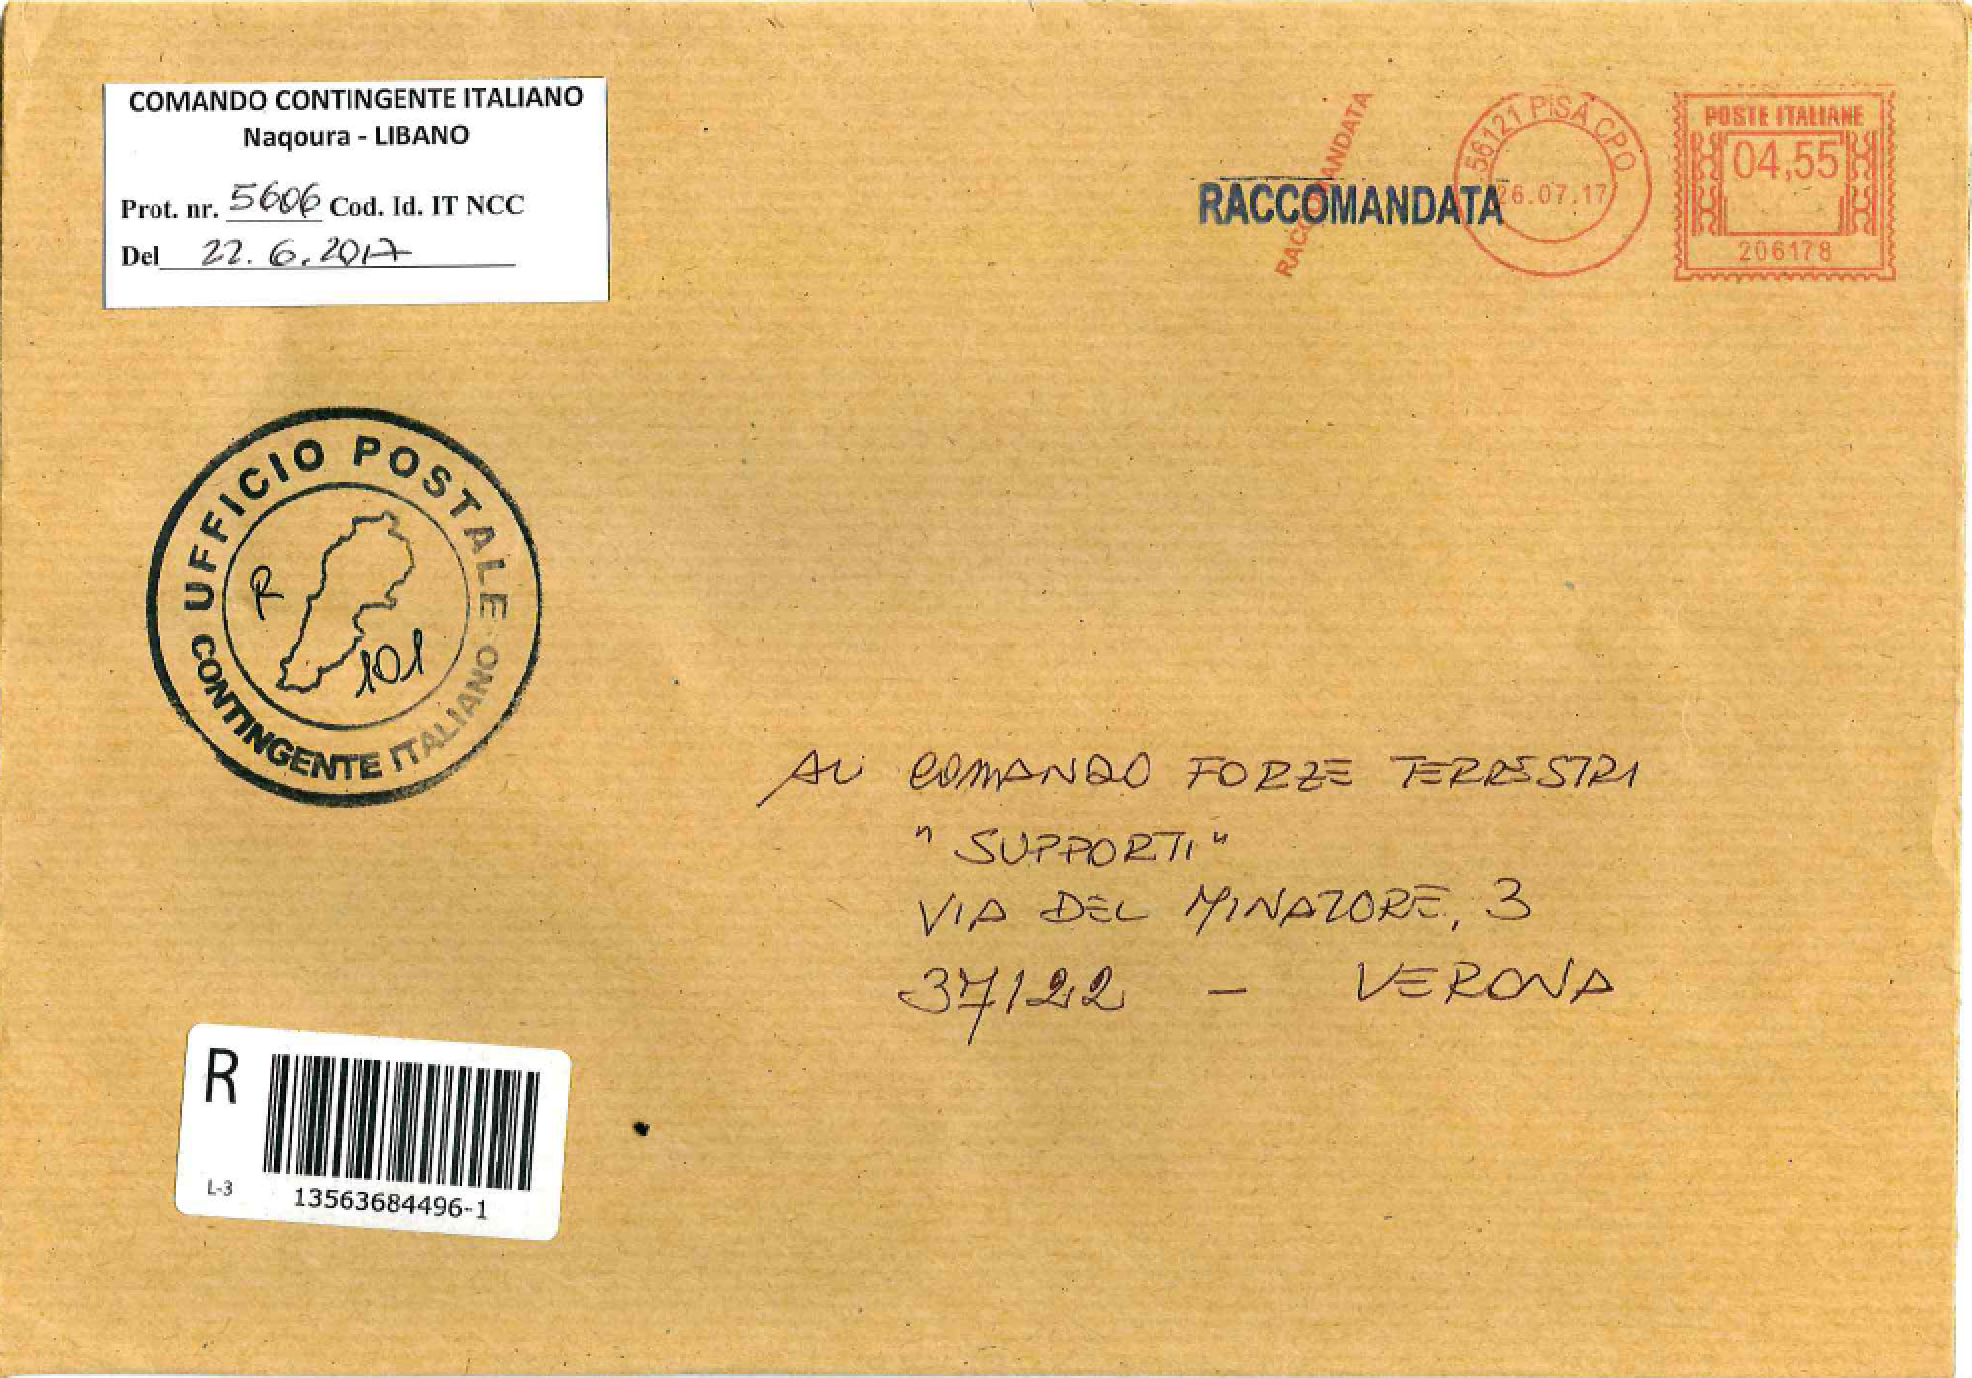 COMANDO CONTINGENTE ITALIANO
Naqoura - LIBANO
Prot. nr. 5606 Cod. Id. IT NCC
Del 22.6.2017
RACCOMANDATA
RACCOMANDATA
56121 PISA CPO
26.07.17
POSTE ITALIANE
04,55
206178
UFFICIO POSTALE
R
101
CONTINGENTE ITALIANO
AL COMANDO FORZE TERRESTRI
"SUPPORTI"
VIA DEL MINATORE, 3
37122 - VERONA
R
L-3
13563684496-1